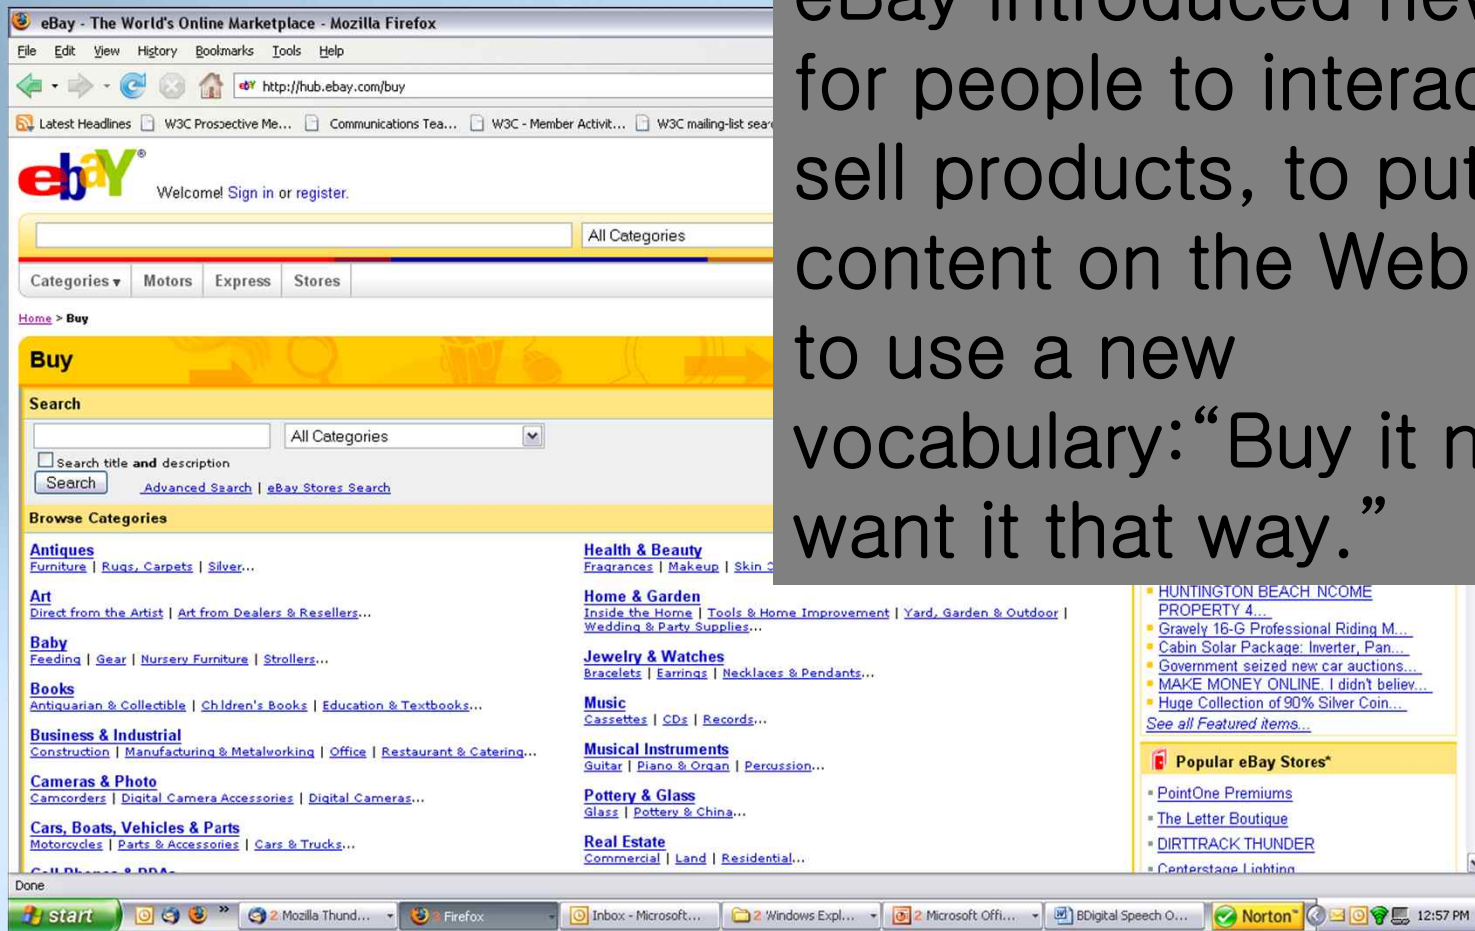 eBay - The World's Online Marketplace - Mozilla Firefox
File Edit View History Bookmarks Tools Help
http://hub.ebay.com/buy
Latest Headlines W3C Prospective Me... Communications Tea... W3C - Member Activit... W3C mailing-list sear
ebaY® Welcome! Sign in or register.
All Categories
Categories Motors Express Stores
Home > Buy
Buy
Search
All Categories
Search title and description
Search Advanced Search | eBay Stores Search
Browse Categories
Antiques
Furniture | Rugs, Carpets | Silver...
Art
Direct from the Artist | Art from Dealers & Resellers...
Baby
Feeding | Gear | Nursery Furniture | Strollers...
Books
Antiquarian & Collectible | Children's Books | Education & Textbooks...
Business & Industrial
Construction | Manufacturing & Metalworking | Office | Restaurant & Catering...
Cameras & Photo
Camcorders | Digital Camera Accessories | Digital Cameras...
Cars, Boats, Vehicles & Parts
Motorcycles | Parts & Accessories | Cars & Trucks...
Health & Beauty
Fragrances | Makeup | Skin
Home & Garden
Inside the Home | Tools & Home Improvement | Yard, Garden & Outdoor |
Wedding & Party Supplies...
Jewelry & Watches
Bracelets | Earrings | Necklaces & Pendants...
Music
Cassettes | CDs | Records...
Musical Instruments
Guitar | Piano & Organ | Percussion...
Pottery & Glass
Glass | Pottery & China...
Real Estate
Commercial | Land | Residential...
eBay introduced new
for people to interac
sell products, to put
content on the Web
to use a new
vocabulary:“Buy it n
want it that way.”
HUNTINGTON BEACH NCOME
PROPERTY 4...
Gravely 16-G Professional Riding M...
Cabin Solar Package: Inverter, Pan...
Government seized new car auctions...
MAKE MONEY ONLINE. I didn't believ...
Huge Collection of 90% Silver Coin...
See all Featured items...
Popular eBay Stores*
PointOne Premiums
The Letter Boutique
DIRTTRACK THUNDER
Centerstage Lighting
Done
start » 2 Mozilla Thund... 3 Firefox Inbox - Microsoft... 2 Windows Expl... 2 Microsoft Offi... BDigital Speech O... Norton™ 12:57 PM